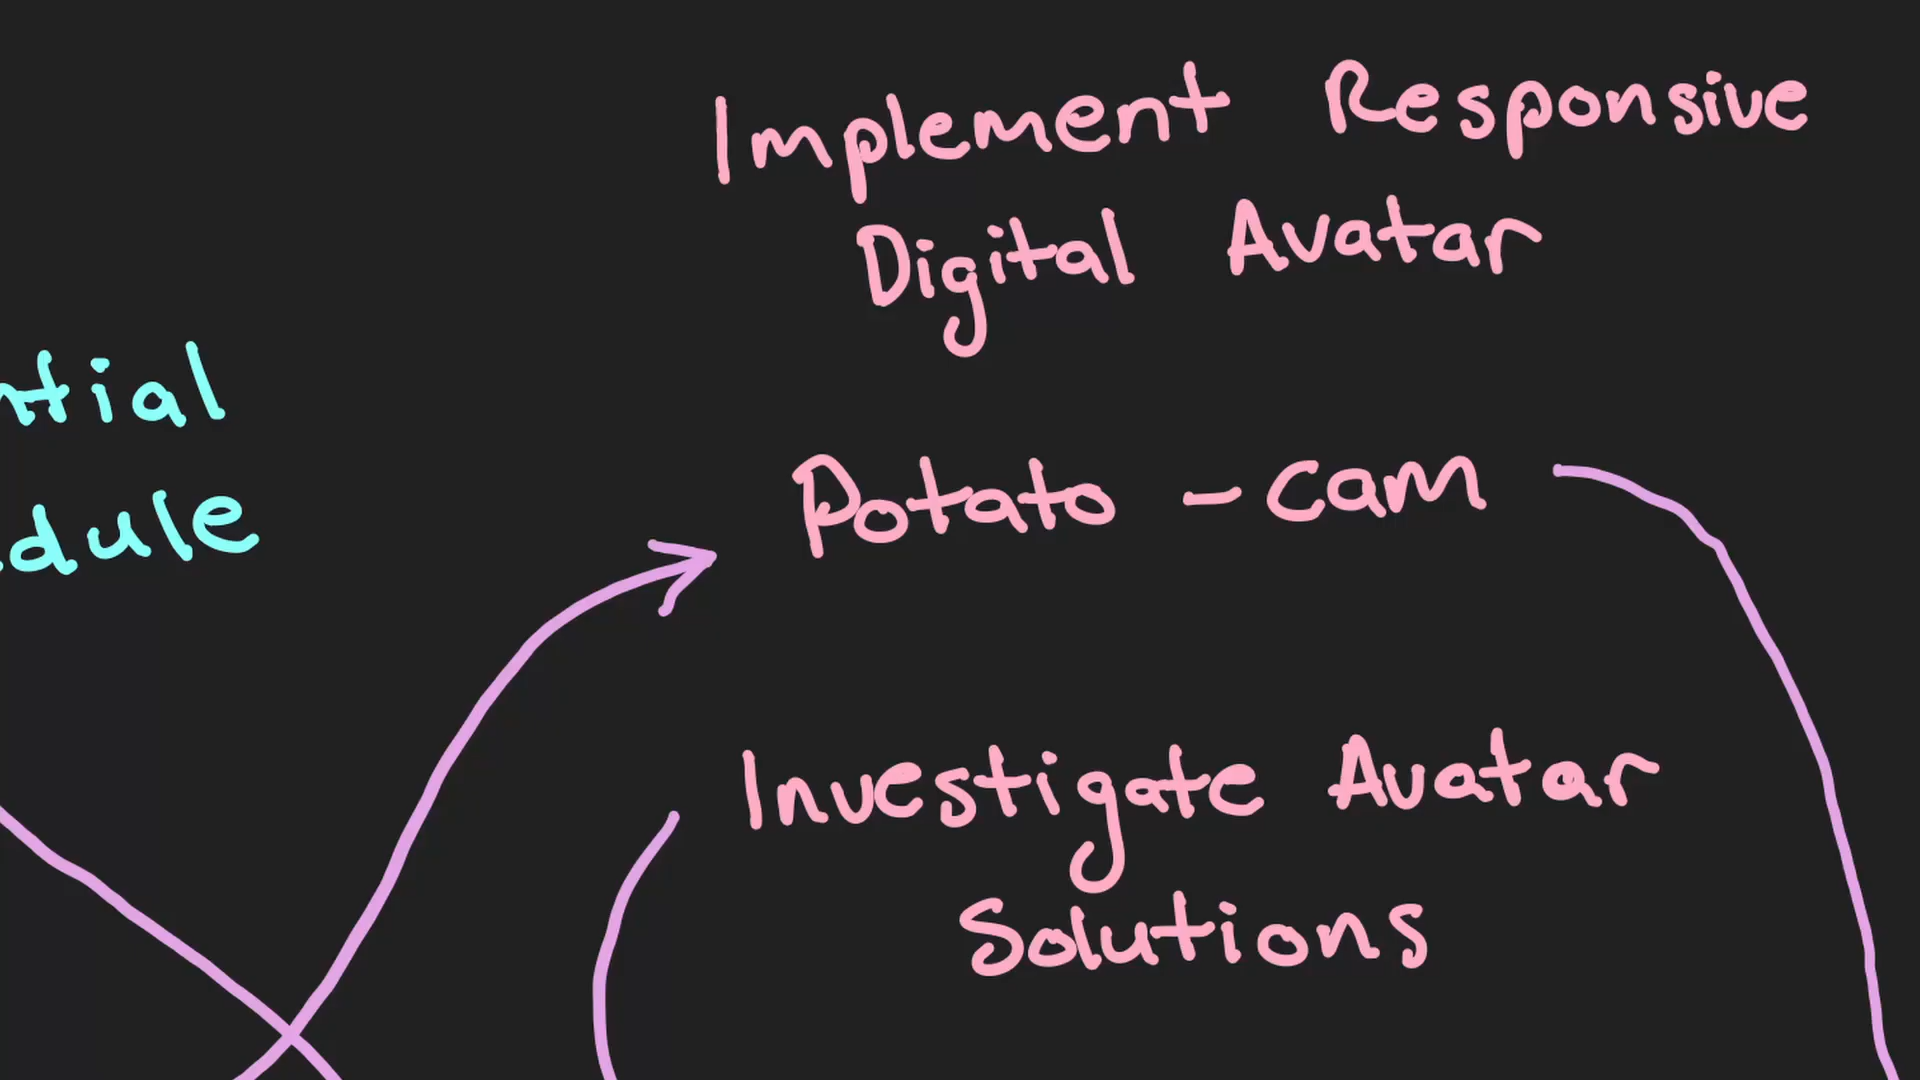 Implement Responsive
Digital Avatar
ntial
dule
Potato - cam
Investigate Avatar
Solutions